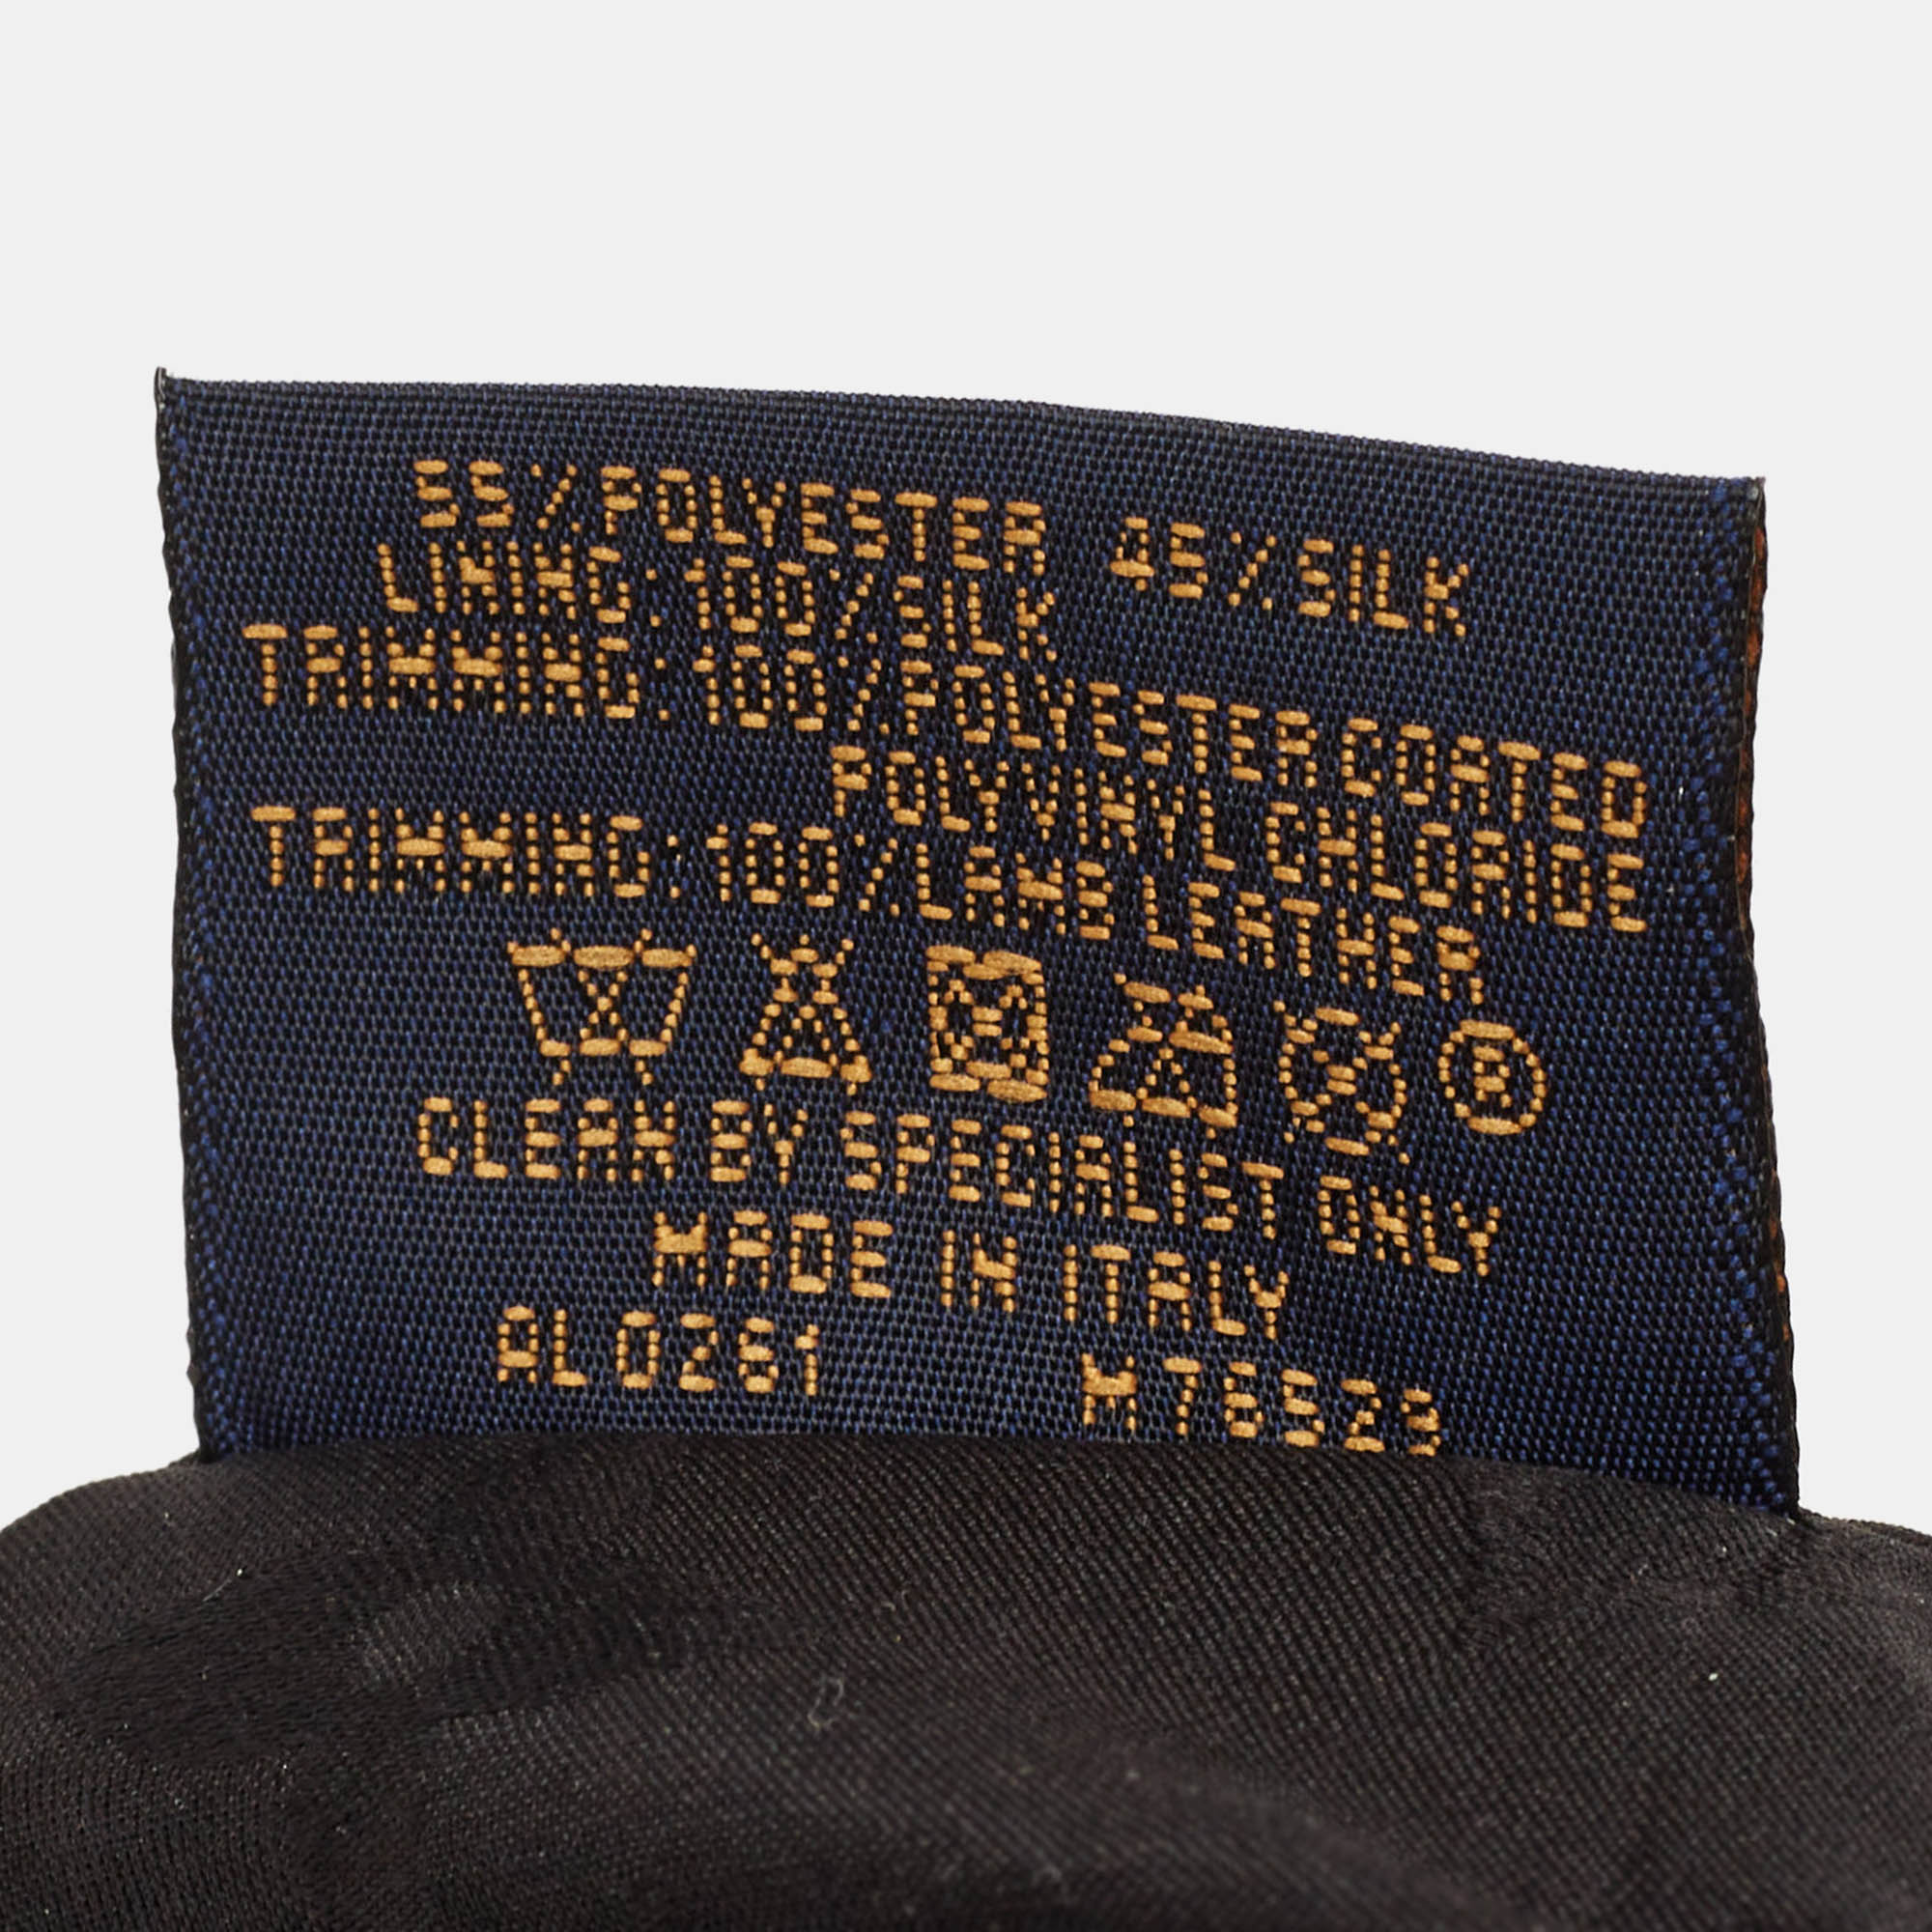 55%POLYESTER 45%SILK
LINING: 100%SILK
TRIMMING: 100%POLYESTER COATED
POLYVINYL CHLORIDE
TRIMMING: 100%LAMB LEATHER
®
CLEAN BY SPECIALIST ONLY
MADE IN ITALY
AL0261 M76529